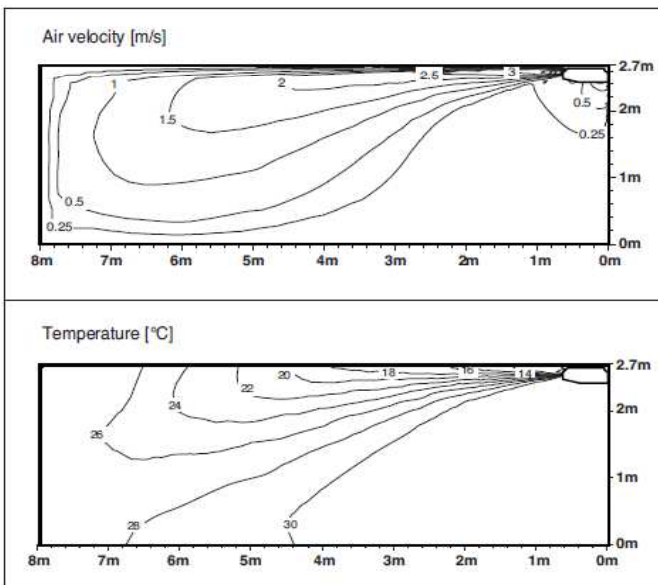 Air velocity [m/s]
2.7m
1
2
2.5
3
0.5
2m
1.5
0.25
1m
0.5
0.25
0m
8m 7m 6m 5m 4m 3m 2m 1m 0m
Temperature [°C]
2.7m
20
18
16
14
22
24
2m
26
1m
28
30
0m
8m 7m 6m 5m 4m 3m 2m 1m 0m